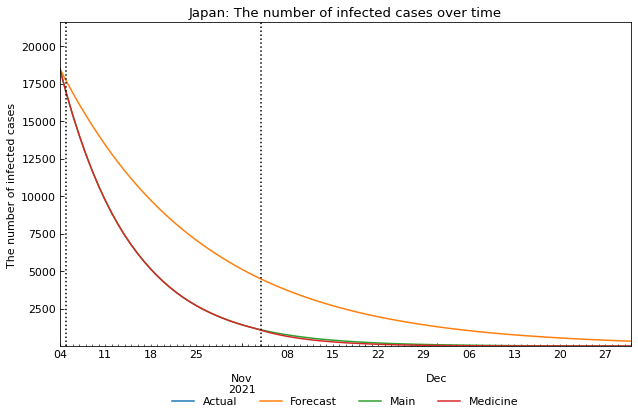 Japan: The number of infected cases over time
The number of infected cases
20000
17500
15000
12500
10000
7500
5000
2500
04 11 18 25 08 15 22 29 06 13 20 27
Nov Dec
2021
Actual Forecast Main Medicine